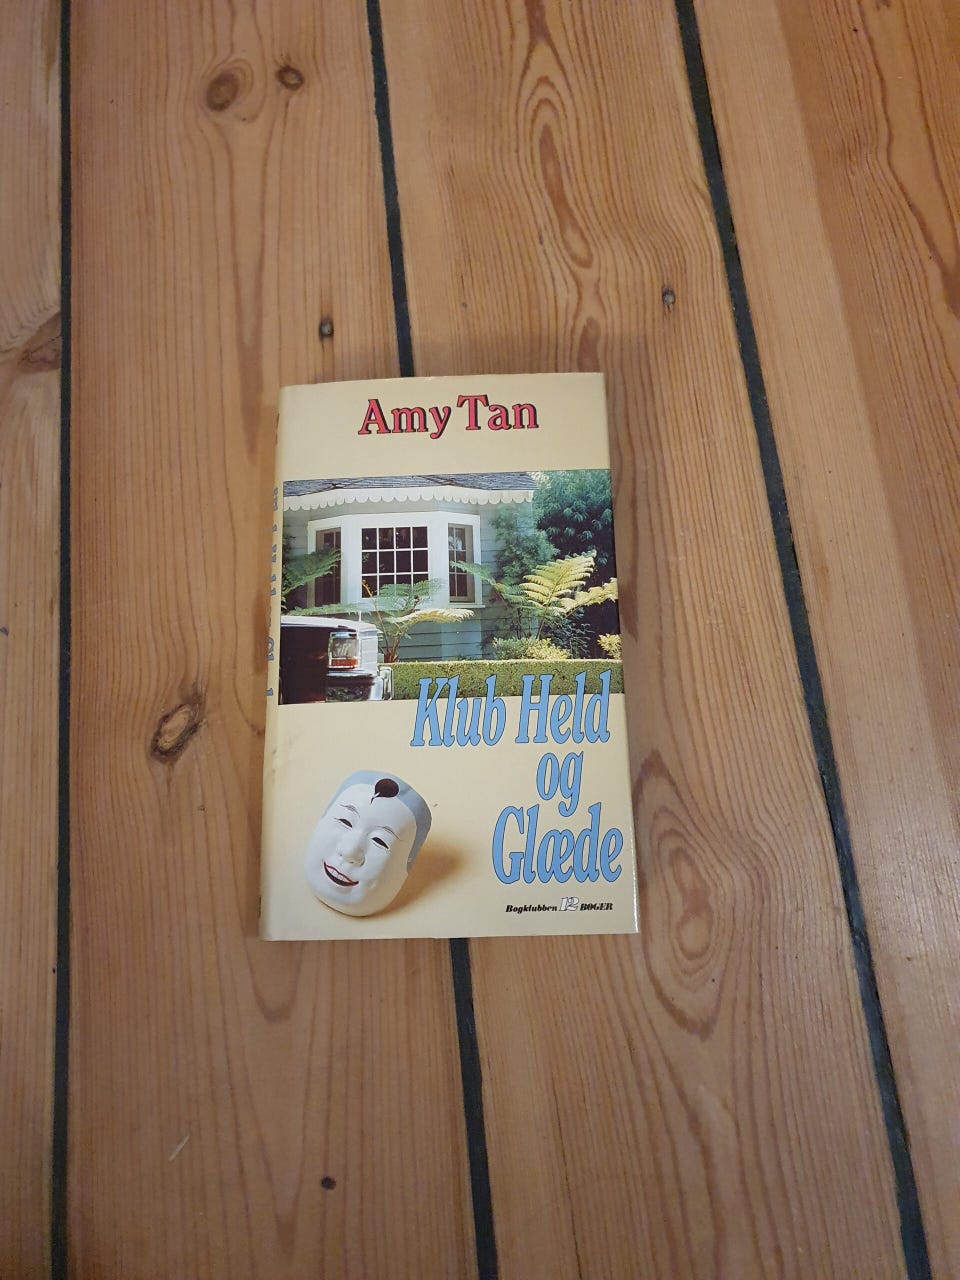 Amy Tan
Klub Held
og
Glæde
Bogklubben 12 BØGER